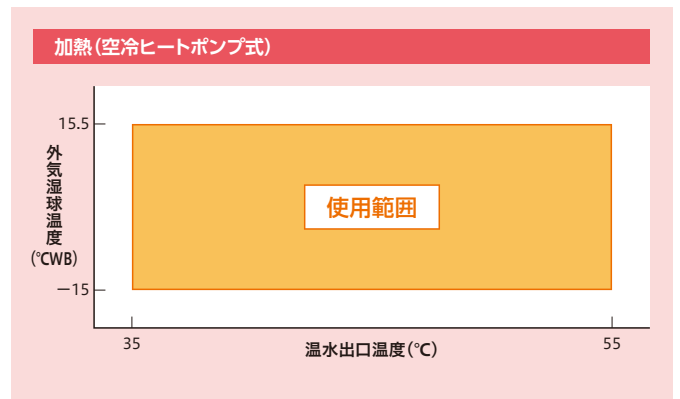 加熱(空冷ヒートポンプ式)
15.5
外気湿球温度
(℃WB)
使用範囲
−15
35
温水出口温度(℃)
55